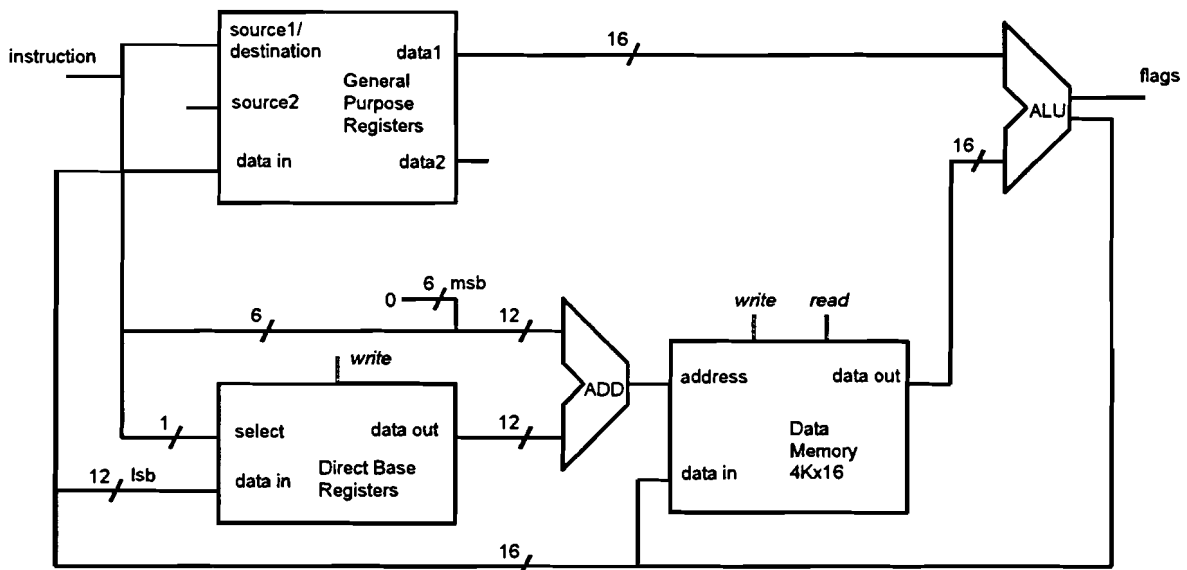 16
source1/
destination
data1
instruction
General
Purpose
Registers
flags
source2
ALU
data in
data2
16
6
msb
0
6
12
write
read
write
address
data out
ADD
1
select
data out
12
Data
Memory
4Kx16
12
lsb
data in
Direct Base
Registers
data in
16